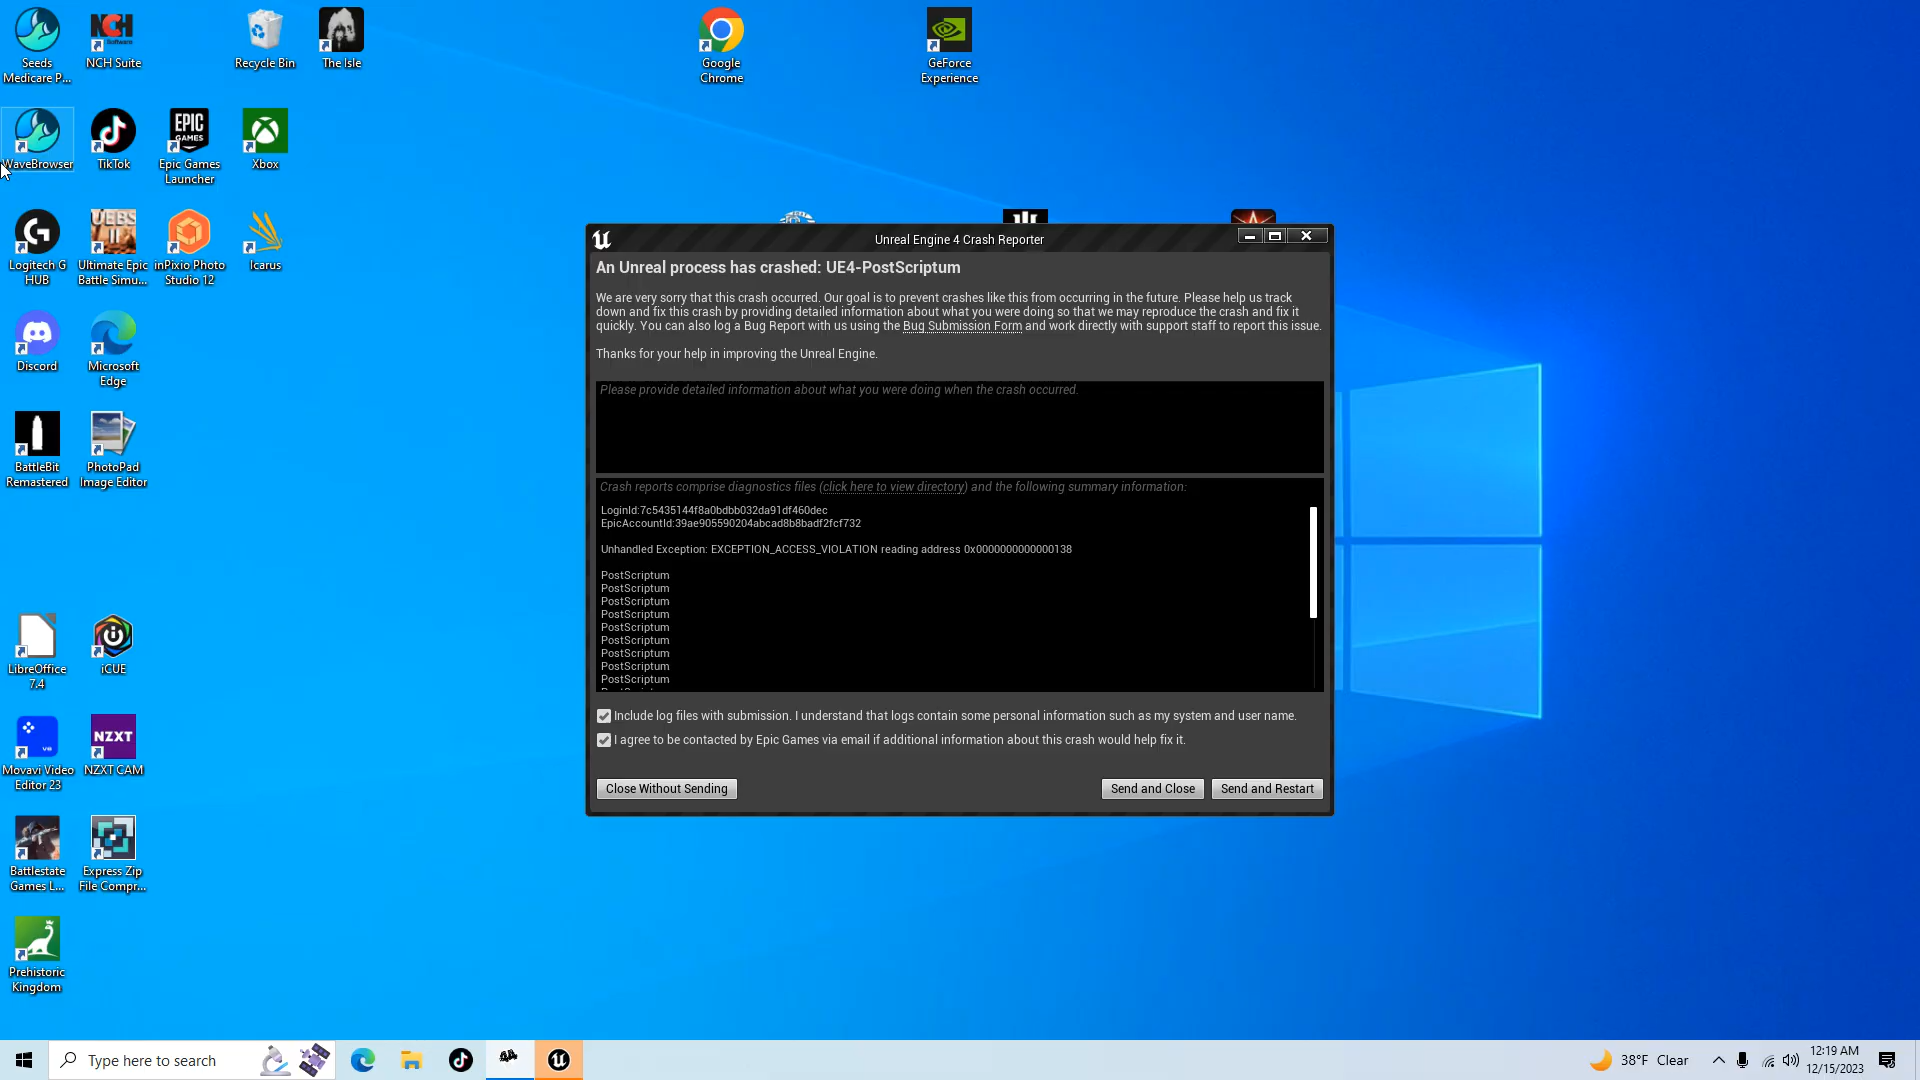 Seeds
Medicare P...
NCH
Software
NCH Suite
Recycle Bin
The Isle
Google
Chrome
GeForce
Experience
WaveBrowser
TikTok
EPIC
GAMES
Epic Games
Launcher
Xbox
Logitech G
HUB
UEBS
II
Ultimate Epic
Battle Simu...
inPixio Photo
Studio 12
Icarus
Discord
Microsoft
Edge
BattleBit
Remastered
PhotoPad
Image Editor
LibreOffice
7.4
iCUE
Movavi Video
Editor 23
NZXT
NZXT CAM
Battlestate
Games L...
Express Zip
File Compr...
Prehistoric
Kingdom
Unreal Engine 4 Crash Reporter
An Unreal process has crashed: UE4-PostScriptum
We are very sorry that this crash occurred. Our goal is to prevent crashes like this from occurring in the future. Please help us track
down and fix this crash by providing detailed information about what you were doing so that we may reproduce the crash and fix it
quickly. You can also log a Bug Report with us using the Bug Submission Form and work directly with support staff to report this issue.
Thanks for your help in improving the Unreal Engine.
Please provide detailed information about what you were doing when the crash occurred.
Crash reports comprise diagnostics files (click here to view directory) and the following summary information:
LoginId:7c5435144f8a0bdbb032da91df460dec
EpicAccountId:39ae905590204abcad8b8badf2fcf732
Unhandled Exception: EXCEPTION_ACCESS_VIOLATION reading address 0x0000000000000138
PostScriptum
PostScriptum
PostScriptum
PostScriptum
PostScriptum
PostScriptum
PostScriptum
PostScriptum
PostScriptum
Include log files with submission. I understand that logs contain some personal information such as my system and user name.
I agree to be contacted by Epic Games via email if additional information about this crash would help fix it.
Close Without Sending
Send and Close
Send and Restart
Type here to search
38°F Clear
12:19 AM
12/15/2023